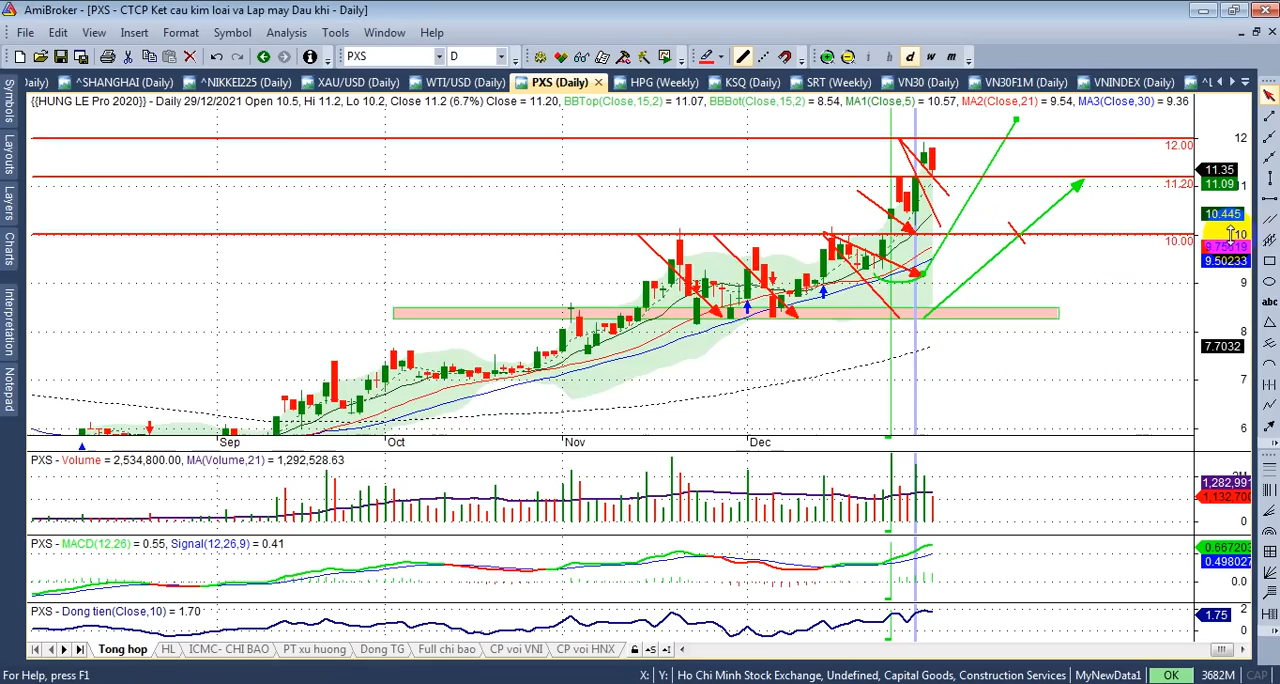 AmiBroker - [PXS - CTCP Ket cau kim loai va Lap may Dau khi - Daily]
File Edit View Insert Format Symbol Analysis Tools Window Help
PXS D d w m
aily) ^SHANGHAI (Daily) ^NIKKEI225 (Daily) XAU/USD (Daily) WTI/USD (Daily) PXS (Daily) HPG (Weekly) KSQ (Daily) SRT (Weekly) VN30 (Daily) VN30F1M (Daily) VNINDEX (Daily)
Symbols
Layouts
Layers
Charts
Interpretation
Notepad
{{HUNG LE Pro 2020}} - Daily 29/12/2021 Open 10.5, Hi 11.2, Lo 10.2, Close 11.2 (6.7%) Close = 11.20, BBTop(Close,15,2) = 11.07, BBBot(Close,15,2) = 8.54, MA1(Close,5) = 10.57, MA2(Close,21) = 9.54, MA3(Close,30) = 9.36
12
12.00
11.35
11.09
11
11.20
10.445
10
10.00
9.50233
9
8
7.7032
7
6
Sep Oct Nov Dec
PXS - Volume = 2,534,800.00, MA(Volume,21) = 1,292,528.63
1,282,991
1,132,700
0
PXS - MACD(12,26) = 0.55, Signal(12,26,9) = 0.41
0.667203
0.498027
0.0
PXS - Dong tien(Close,10) = 1.70
2
1.75
0
Tong hop HL ICMC- CHI BAO PT xu huong Dong TG Full chi bao CP voi VNI CP voi HNX
For Help, press F1 X: Y: Ho Chi Minh Stock Exchange, Undefined, Capital Goods, Construction Services MyNewData1 OK 3682M CAP
abc